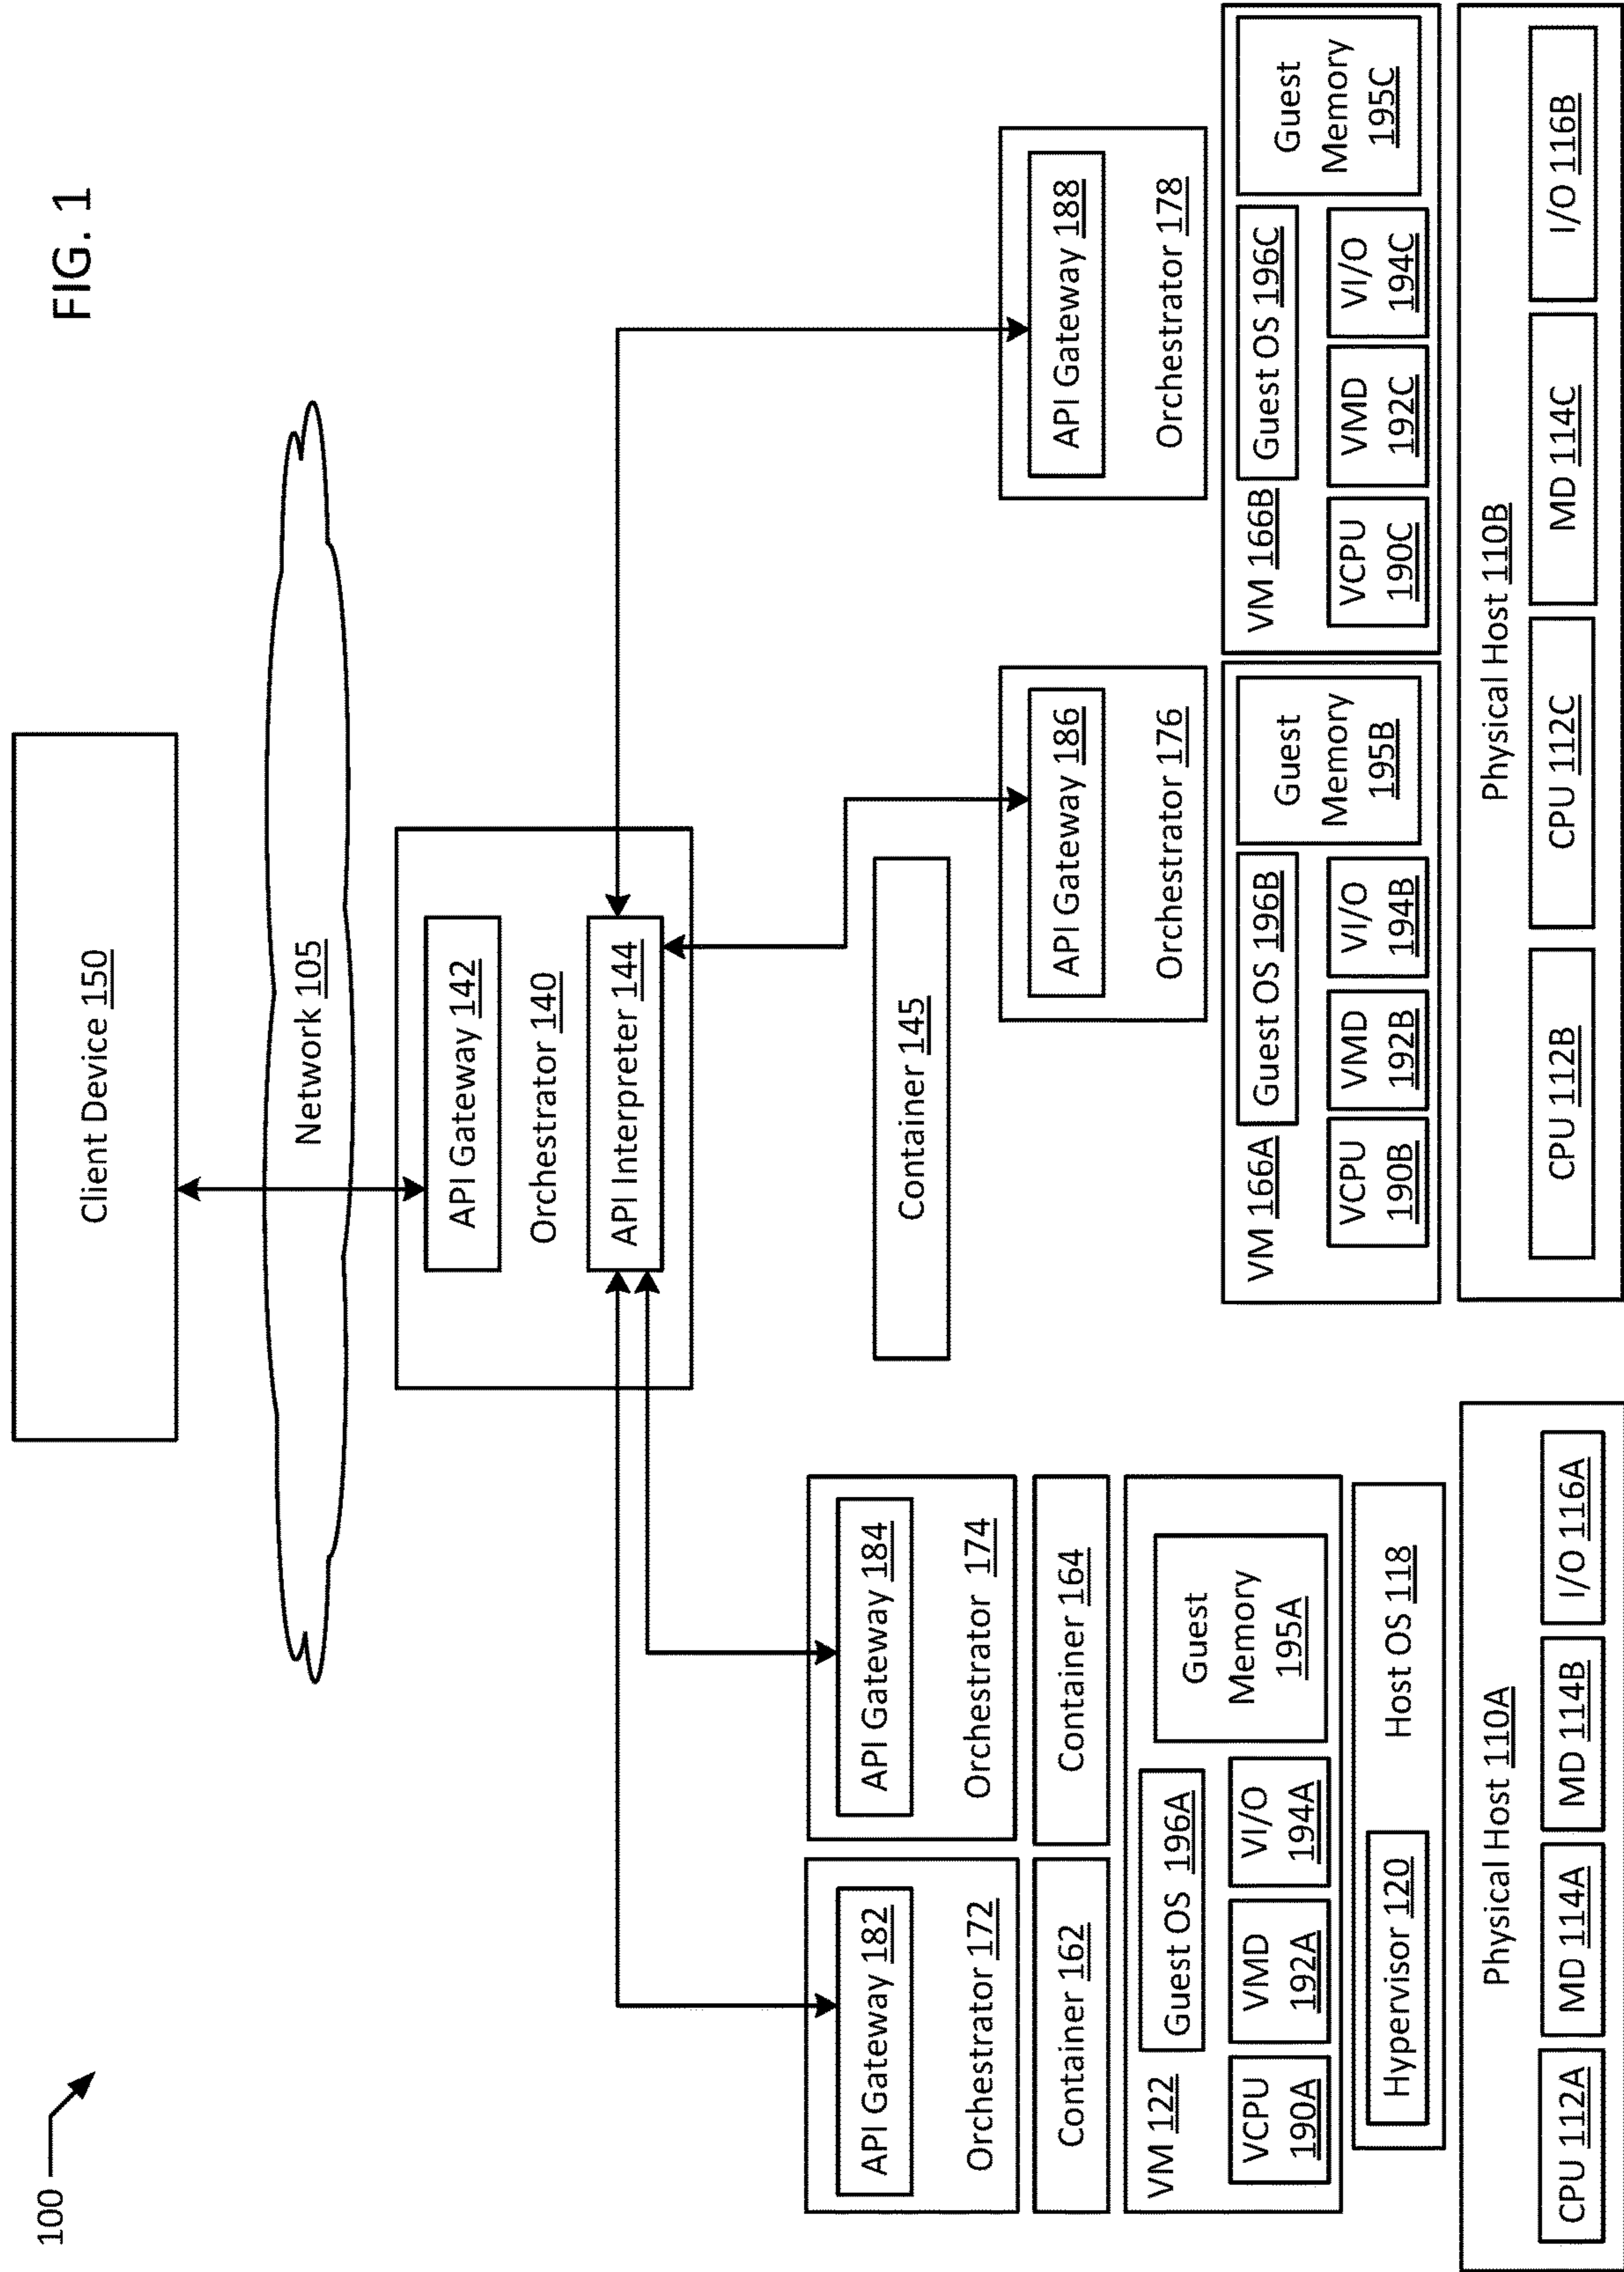 FIG. 1
100
Client Device 150
Network 105
API Gateway 142
Orchestrator 140
API Interpreter 144
Container 145
API Gateway 182
Orchestrator 172
API Gateway 184
Orchestrator 174
Container 162
Container 164
VM 122
Guest OS 196A
VCPU
190A
VMD
192A
VI/O
194A
Guest
Memory
195A
Hypervisor 120
Host OS 118
Physical Host 110A
CPU 112A
MD 114A
MD 114B
I/O 116A
API Gateway 186
Orchestrator 176
API Gateway 188
Orchestrator 178
VM 166A
Guest OS 196B
VCPU
190B
VMD
192B
VI/O
194B
Guest
Memory
195B
VM 166B
Guest OS 196C
VCPU
190C
VMD
192C
VI/O
194C
Guest
Memory
195C
Physical Host 110B
CPU 112B
CPU 112C
MD 114C
I/O 116B